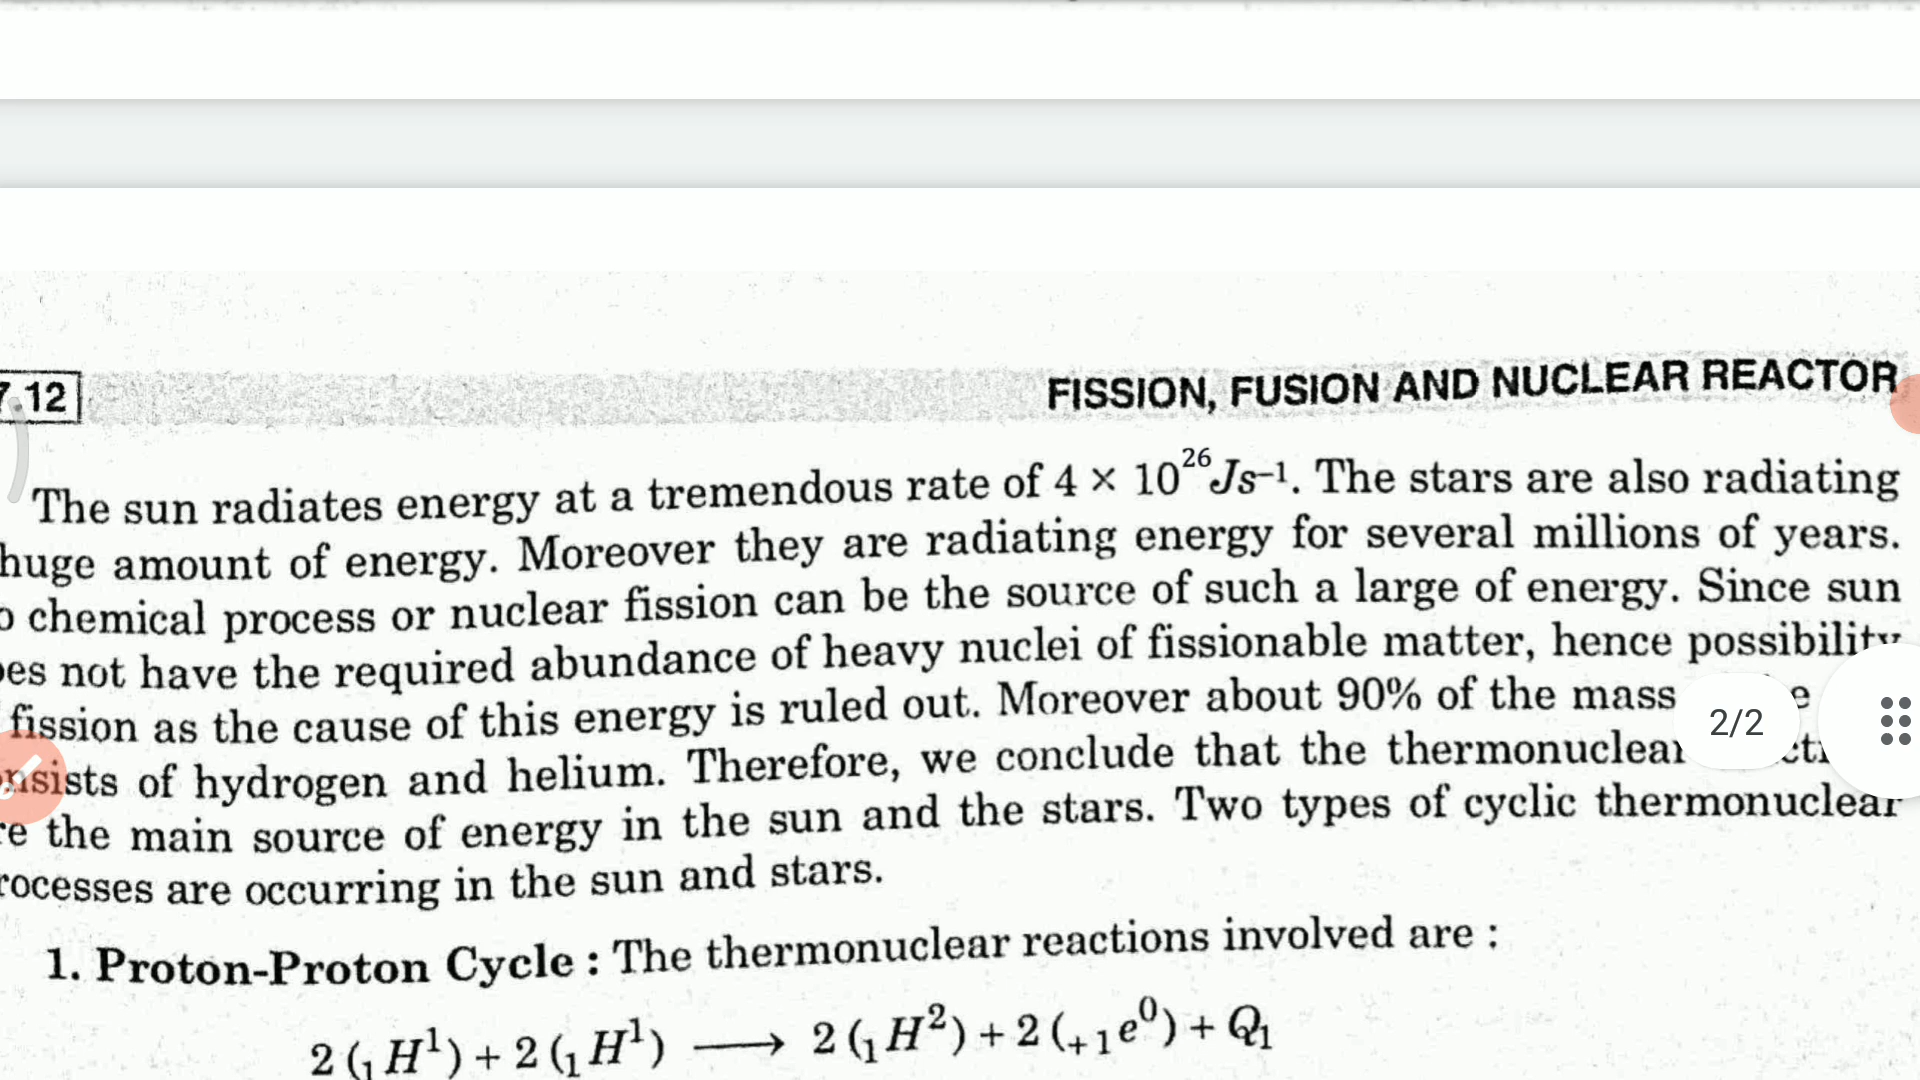 7.12
FISSION, FUSION AND NUCLEAR REACTOR
The sun radiates energy at a tremendous rate of 4 × 10²⁶ Js⁻¹. The stars are also radiating
huge amount of energy. Moreover they are radiating energy for several millions of years.
chemical process or nuclear fission can be the source of such a large of energy. Since sun
es not have the required abundance of heavy nuclei of fissionable matter, hence possibility
fission as the cause of this energy is ruled out. Moreover about 90% of the mass
2/2
nsists of hydrogen and helium. Therefore, we conclude that the thermonuclear
e the main source of energy in the sun and the stars. Two types of cyclic thermonuclear
rocesses are occurring in the sun and stars.
1. Proton-Proton Cycle : The thermonuclear reactions involved are :
2 (₁H¹) + 2 (₁H¹) ⟶ 2 (₁H²) + 2 (₊₁e⁰) + Q₁